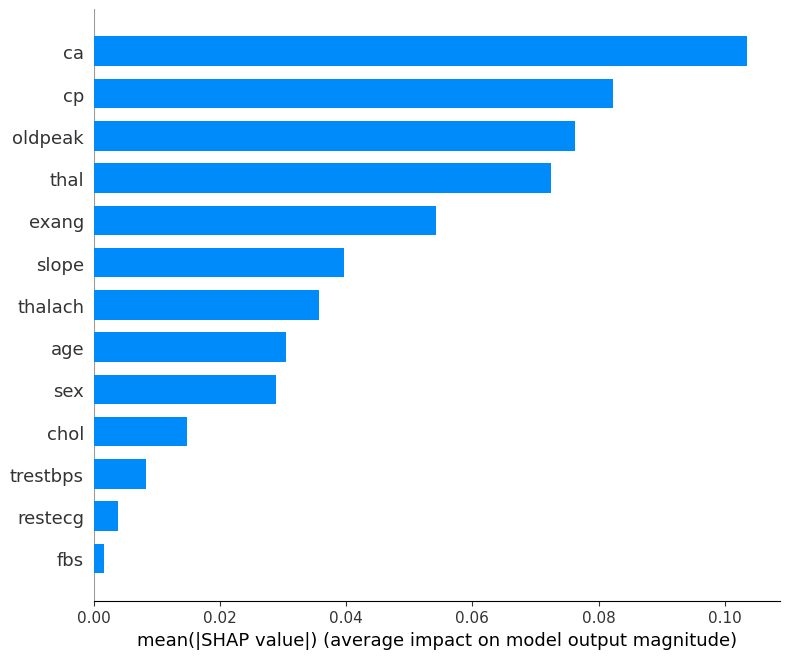 ca
cp
oldpeak
thal
exang
slope
thalach
age
sex
chol
trestbps
restecg
fbs
0.00 0.02 0.04 0.06 0.08 0.10
mean(|SHAP value|) (average impact on model output magnitude)